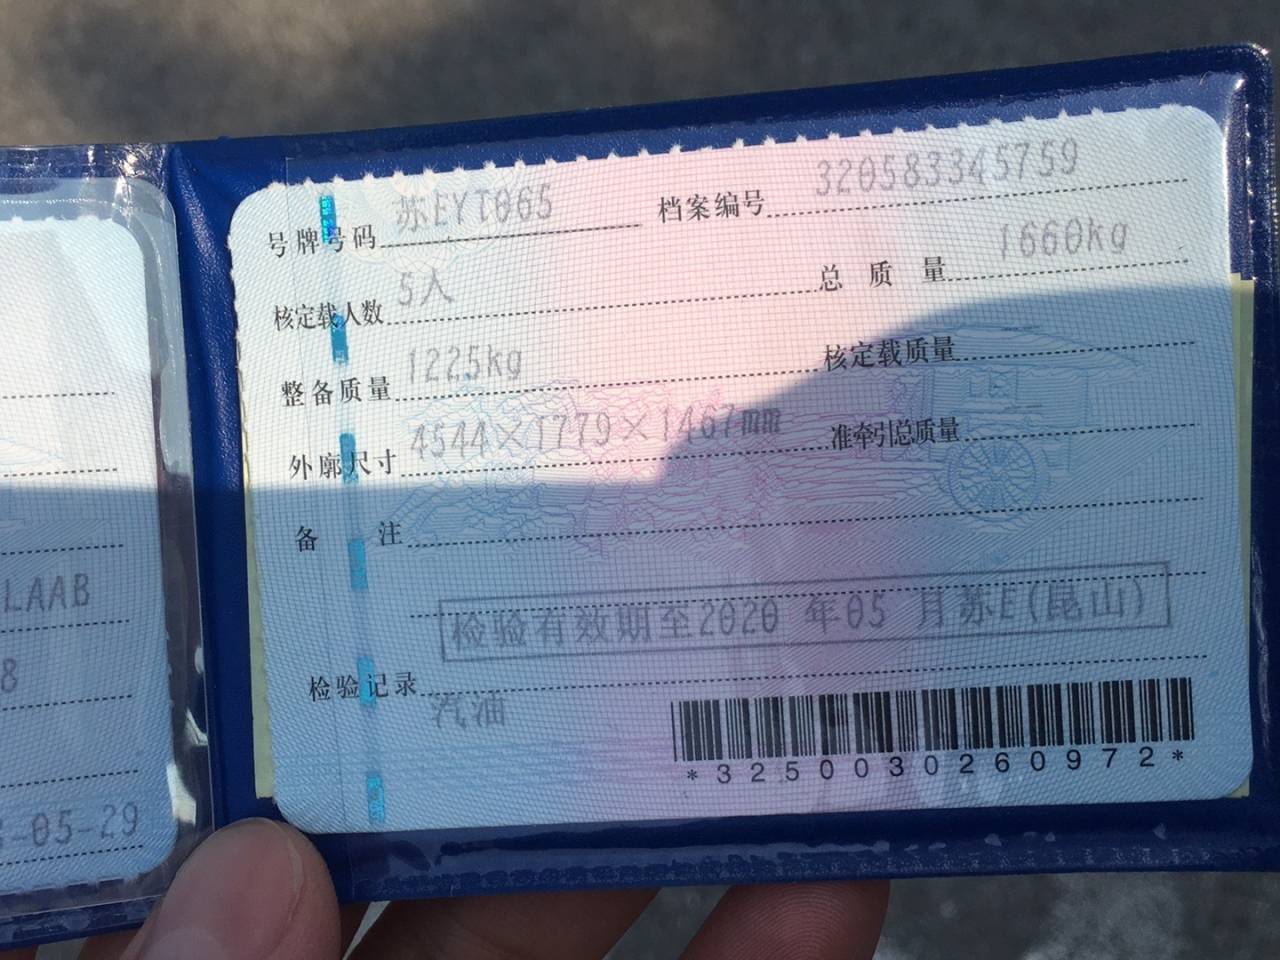 号牌号码 苏EYT065 档案编号 320583345759
核定载人数 5人 总质量 1660kg
整备质量 1225kg 核定载质量
外廓尺寸 4544×1779×1467mm 准牵引总质量
备注
检验有效期至2020 年05 月苏E(昆山)
检验记录
汽油
*3250030260972*
LAAB
8
-05-29